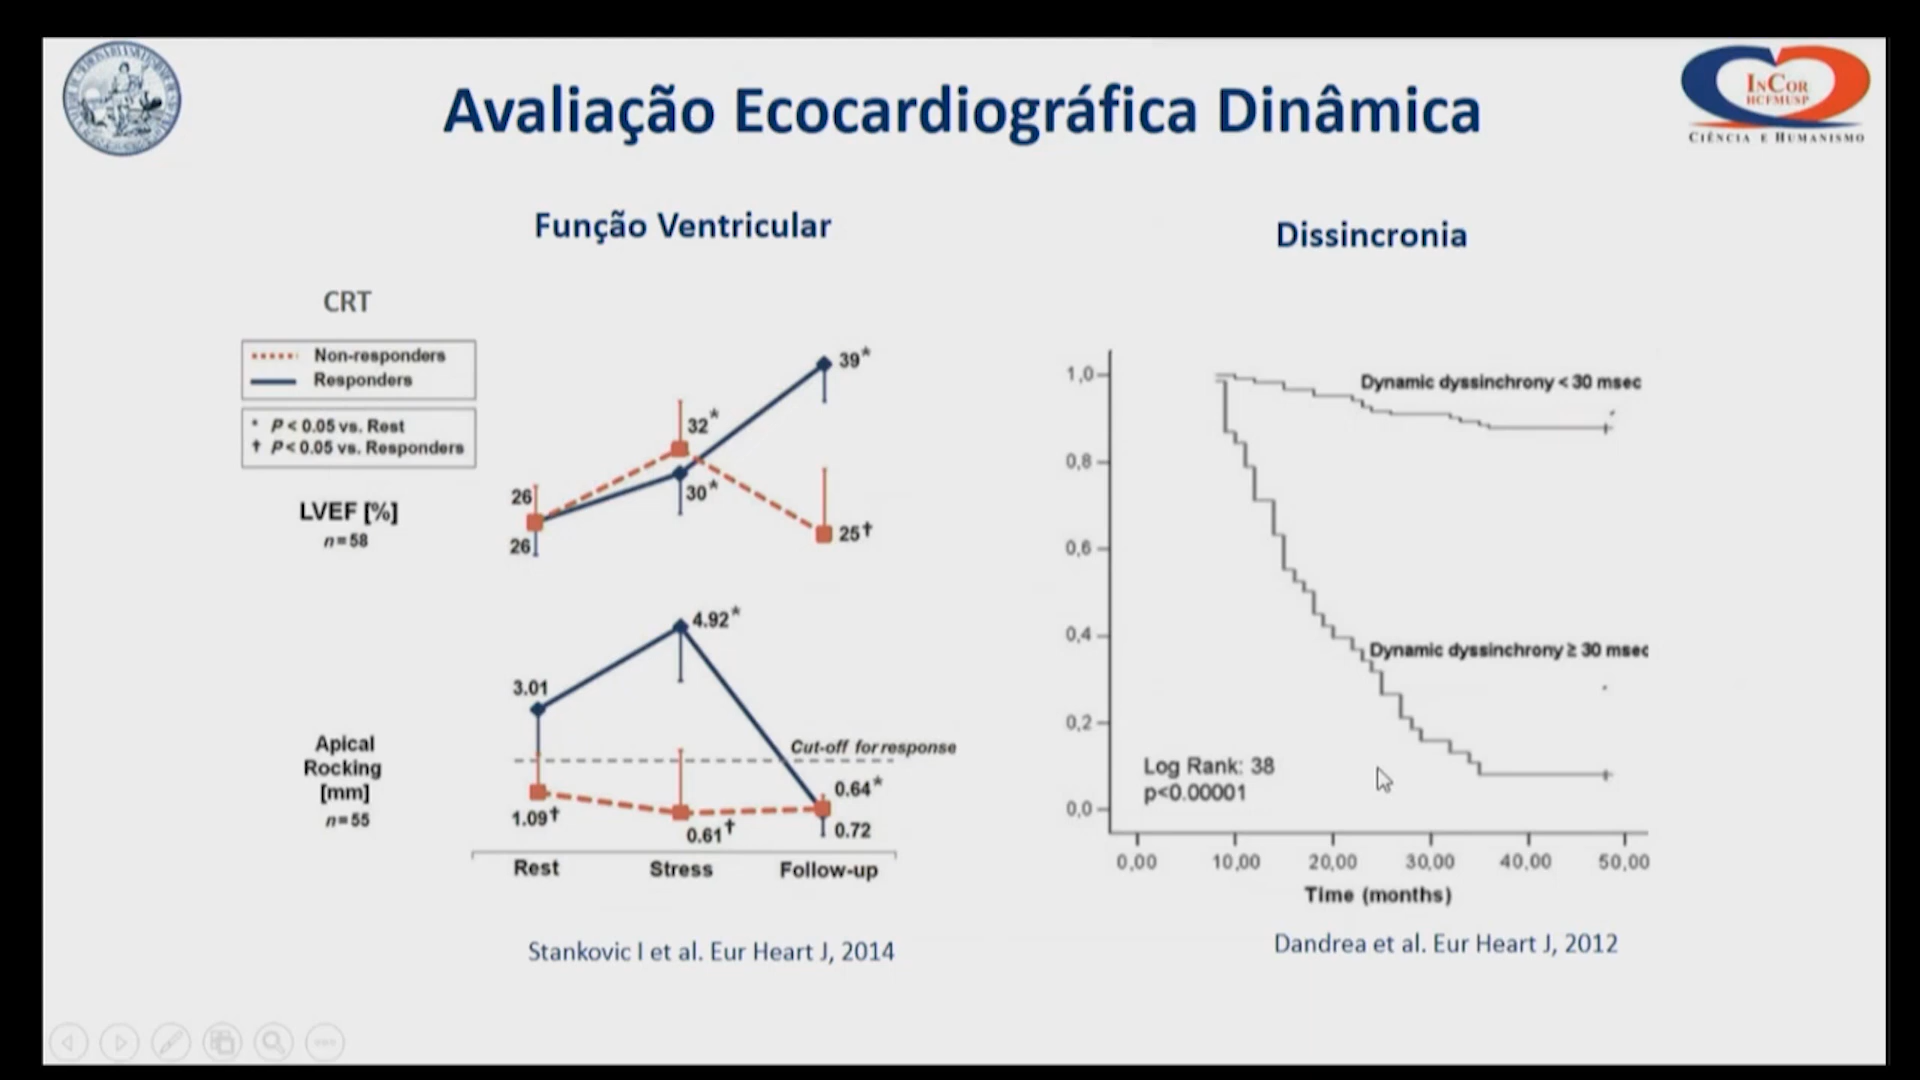 Avaliação Ecocardiográfica Dinâmica
INCOR
HCFMUSP
CIÊNCIA E HUMANISMO
Função Ventricular
Dissincronia
CRT
Non-responders
Responders
* P < 0.05 vs. Rest
† P < 0.05 vs. Responders
LVEF [%]
n=58
26
26
32*
30*
39*
25†
Apical
Rocking
[mm]
n=55
3.01
4.92*
Cut-off for response
0.64*
1.09†
0.61†
0.72
Rest
Stress
Follow-up
Stankovic I et al. Eur Heart J, 2014
1,0
0,8
0,6
0,4
0,2
0,0
Dynamic dyssinchrony < 30 msec
Dynamic dyssinchrony ≥ 30 msec
Log Rank: 38
p<0.00001
0,00
10,00
20,00
30,00
40,00
50,00
Time (months)
Dandrea et al. Eur Heart J, 2012